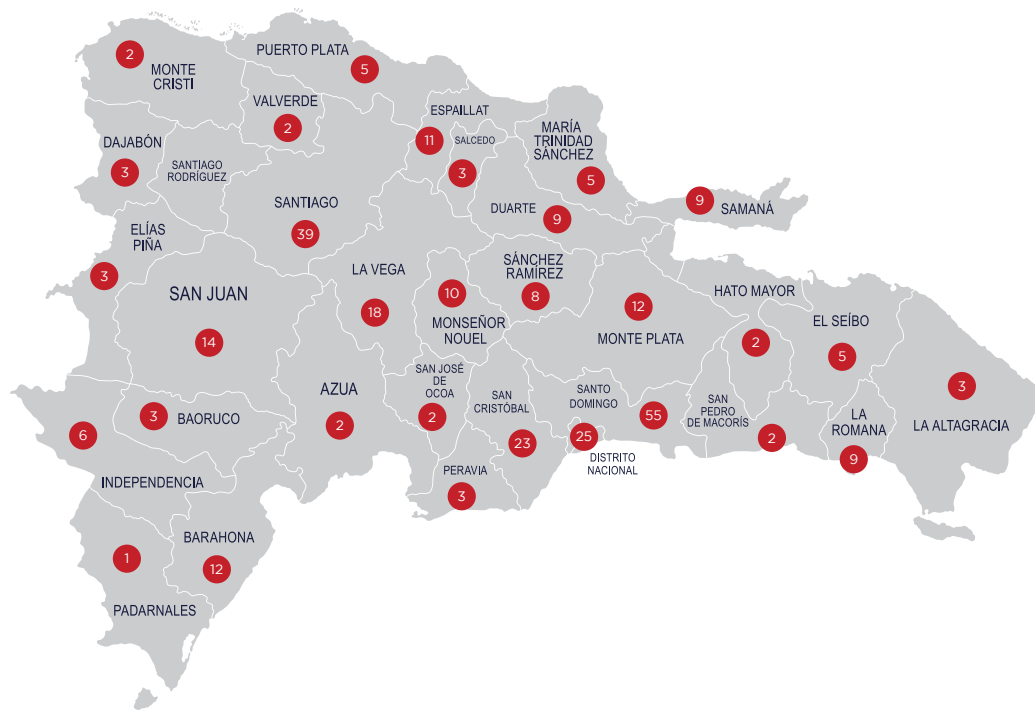 2
MONTE
CRISTI
PUERTO PLATA
5
VALVERDE
2
ESPAILLAT
11
SALCEDO
3
MARÍA
TRINIDAD
SÁNCHEZ
5
DAJABÓN
3
SANTIAGO
RODRÍGUEZ
SANTIAGO
39
DUARTE
9
9
SAMANÁ
ELÍAS
PIÑA
3
SAN JUAN
14
LA VEGA
18
10
MONSEÑOR
NOUEL
SÁNCHEZ
RAMÍREZ
8
12
MONTE PLATA
HATO MAYOR
2
EL SEÍBO
5
3
LA ALTAGRACIA
6
INDEPENDENCIA
3
BAORUCO
AZUA
2
SAN JOSÉ
DE
OCOA
2
SAN
CRISTÓBAL
23
SANTO
DOMINGO
55
25
DISTRITO
NACIONAL
SAN
PEDRO
DE MACORÍS
2
LA
ROMANA
9
PERAVIA
3
1
PADARNALES
BARAHONA
12